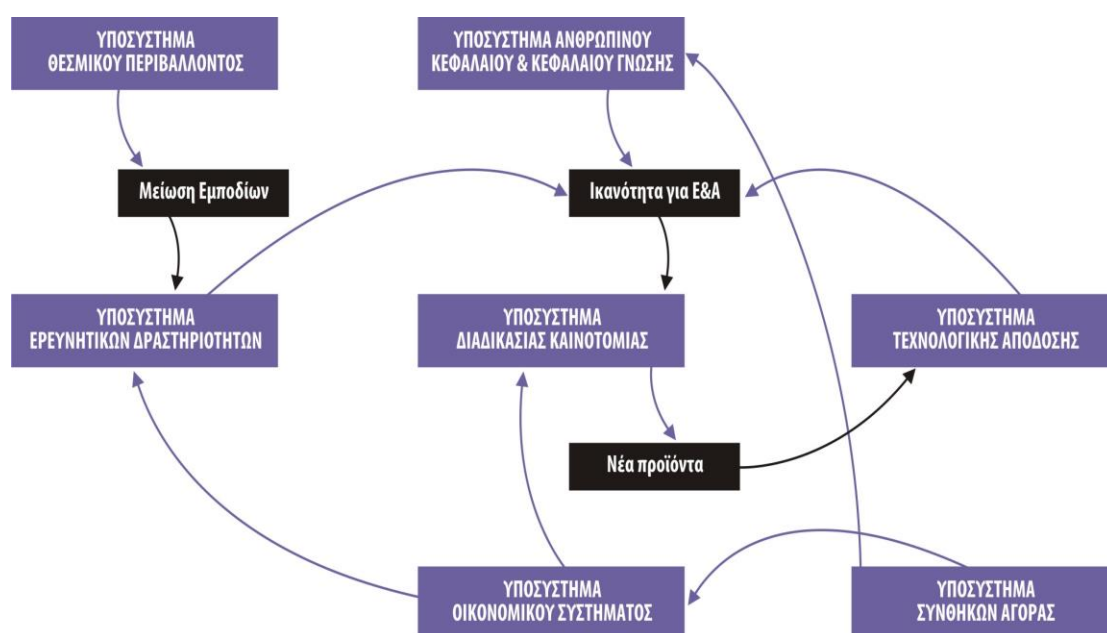 ΥΠΟΣΥΣΤΗΜΑ
ΘΕΣΜΙΚΟΥ ΠΕΡΙΒΑΛΛΟΝΤΟΣ
ΥΠΟΣΥΣΤΗΜΑ ΑΝΘΡΩΠΙΝΟΥ
ΚΕΦΑΛΑΙΟΥ & ΚΕΦΑΛΑΙΟΥ ΓΝΩΣΗΣ
Μείωση Εμποδίων
Ικανότητα για Ε&Α
ΥΠΟΣΥΣΤΗΜΑ
ΕΡΕΥΝΗΤΙΚΩΝ ΔΡΑΣΤΗΡΙΟΤΗΤΩΝ
ΥΠΟΣΥΣΤΗΜΑ
ΔΙΑΔΙΚΑΣΙΑΣ ΚΑΙΝΟΤΟΜΙΑΣ
ΥΠΟΣΥΣΤΗΜΑ
ΤΕΧΝΟΛΟΓΙΚΗΣ ΑΠΟΔΟΣΗΣ
Νέα προϊόντα
ΥΠΟΣΥΣΤΗΜΑ
ΟΙΚΟΝΟΜΙΚΟΥ ΣΥΣΤΗΜΑΤΟΣ
ΥΠΟΣΥΣΤΗΜΑ
ΣΥΝΘΗΚΩΝ ΑΓΟΡΑΣ